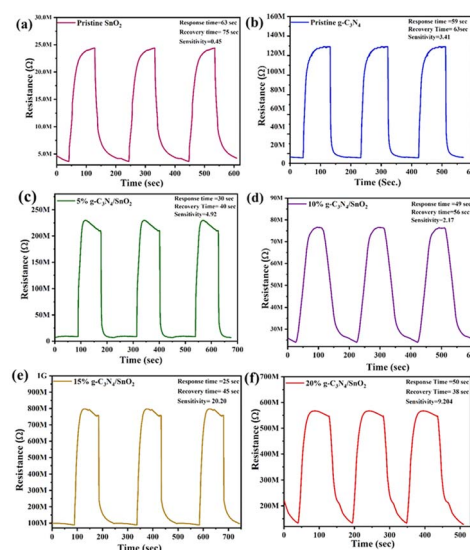 (a)
Pristine SnO₂
Response time=63 sec
Recovery time= 75 sec
Sensitivity=0.45
25.0M
20.0M
15.0M
10.0M
5.0M
Resistance (Ω)
0 100 200 300 400 500 600
Time (sec)
(b)
Pristine g-C₃N₄
Response time =59 sec
Recovery Time= 63sec
Sensitivity=3.41
160M
140M
120M
100M
80M
60M
40M
20M
0
Resistance (Ω)
0 100 200 300 400 500
Time (Sec.)
(c)
5% g-C₃N₄/SnO₂
Response time =30 sec
Recovery Time= 40 sec
Sensitivity=4.92
200M
150M
100M
50M
0
Resistance (Ω)
0 100 200 300 400 500 600 700
Time (sec)
(d)
10% g-C₃N₄/SnO₂
Response time =49 sec
Recovery time=56 sec
Sensitivity=2.17
90M
80M
70M
60M
50M
40M
30M
Resistance (Ω)
0 100 200 300 400 500
Time (sec)
(e)
15% g-C₃N₄/SnO₂
Response time =25 sec
Recovery time= 45 sec
Sensitivity= 20.20
1G
900M
800M
700M
600M
500M
400M
300M
200M
100M
Resistance (Ω)
0 100 200 300 400 500 600 700
Time (sec)
(f)
20% g-C₃N₄/SnO₂
Response Time =50 sec
Recovery Time= 38 sec
Sensitivity=9.204
700M
600M
500M
400M
300M
200M
Resistance (Ω)
0 100 200 300 400 500
Time (sec)